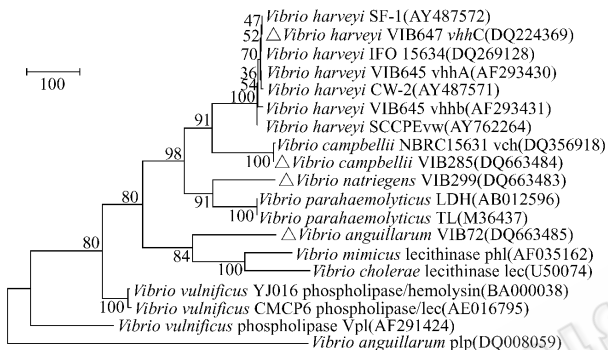 47 Vibrio harveyi SF-1(AY487572)
52 △Vibrio harveyi VIB647 vhhC(DQ224369)
70 Vibrio harveyi IFO 15634(DQ269128)
36 Vibrio harveyi VIB645 vhhA(AF293430)
54 Vibrio harveyi CW-2(AY487571)
100 Vibrio harveyi VIB645 vhhb(AF293431)
Vibrio harveyi SCCPEvw(AY762264)
100
91
Vibrio campbellii NBRC15631 vch(DQ356918)
100 △Vibrio campbellii VIB285(DQ663484)
98
△Vibrio natriegens VIB299(DQ663483)
91 Vibrio parahaemolyticus LDH(AB012596)
100 Vibrio parahaemolyticus TL(M36437)
80
△Vibrio anguillarum VIB72(DQ663485)
80
84 Vibrio mimicus lecithinase phl(AF035162)
100 Vibrio cholerae lecithinase lec(U50074)
Vibrio vulnificus YJ016 phospholipase/hemolysin(BA000038)
100 Vibrio vulnificus CMCP6 phospholipase/lec(AE016795)
Vibrio vulnificus phospholipase Vpl(AF291424)
Vibrio anguillarum plp(DQ008059)